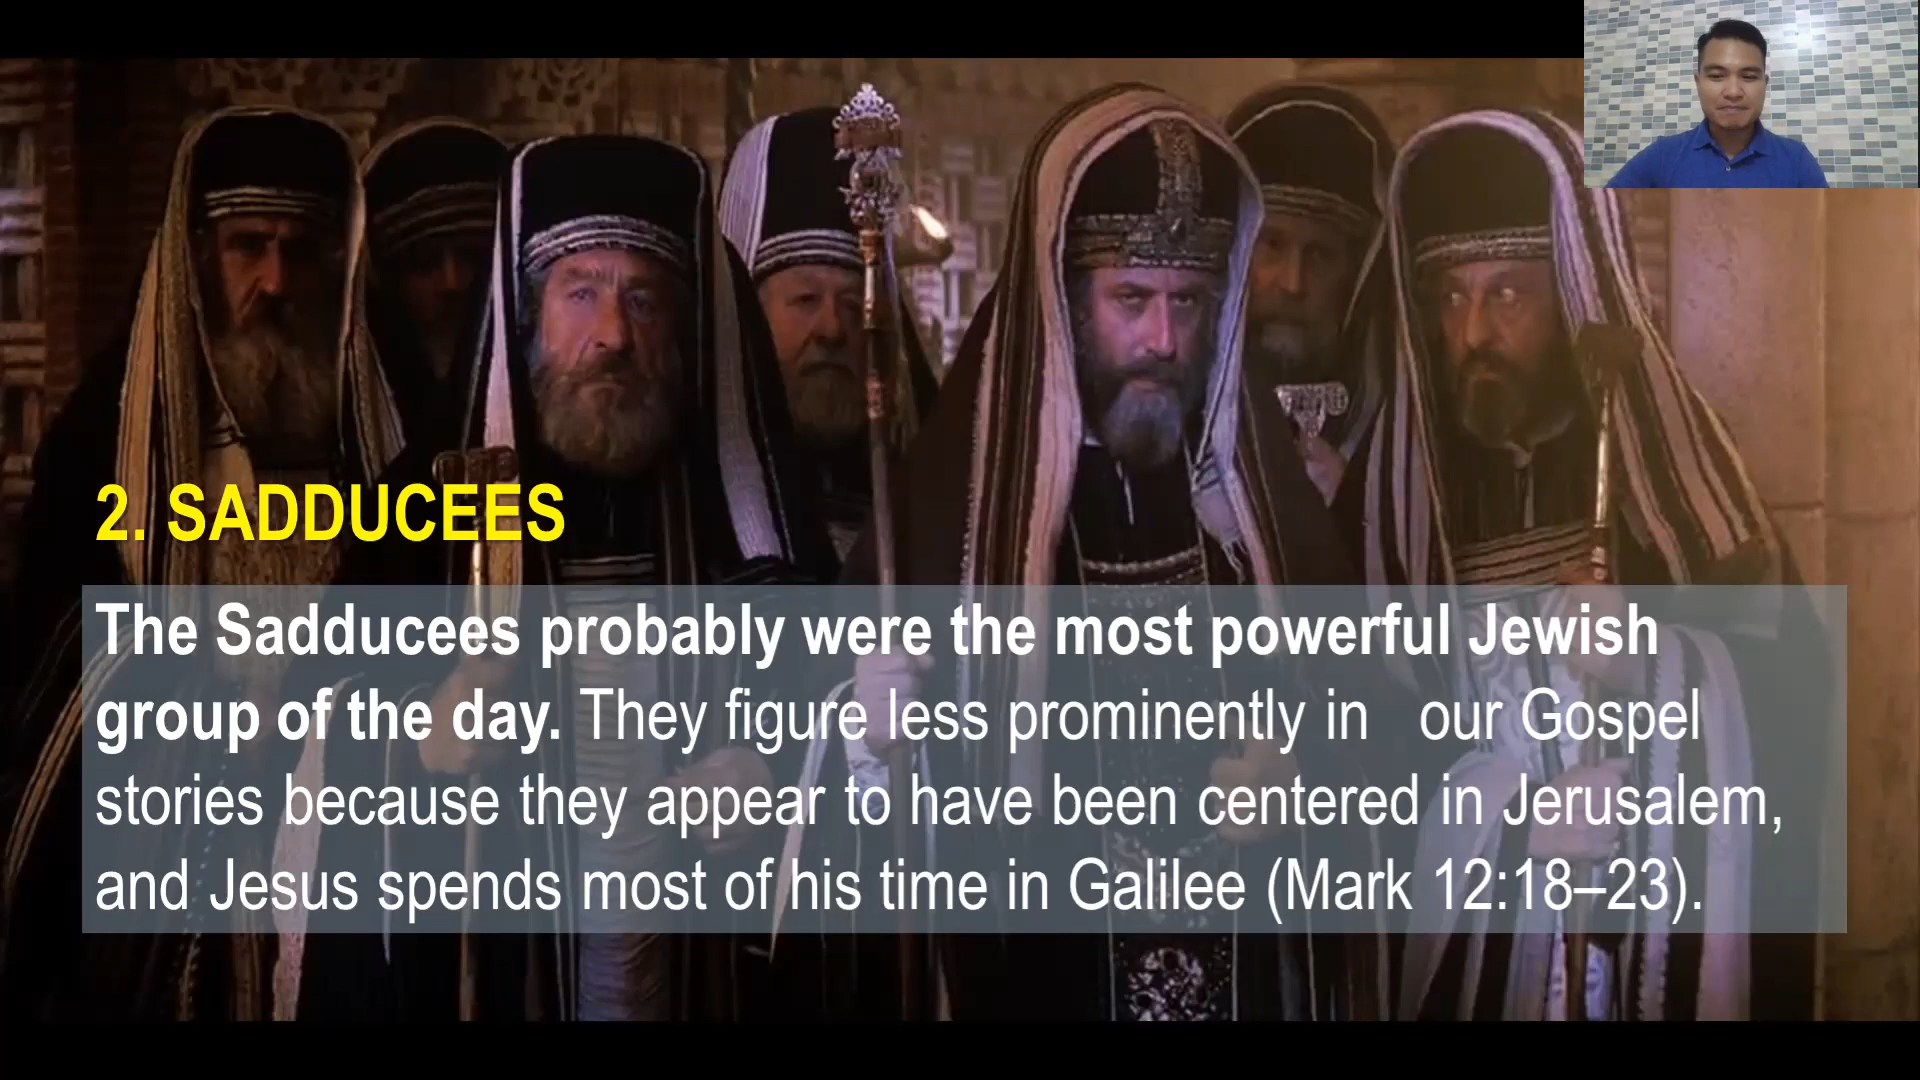 2. SADDUCEES
The Sadducees probably were the most powerful Jewish
group of the day. They figure less prominently in   our Gospel
stories because they appear to have been centered in Jerusalem,
and Jesus spends most of his time in Galilee (Mark 12:18–23).